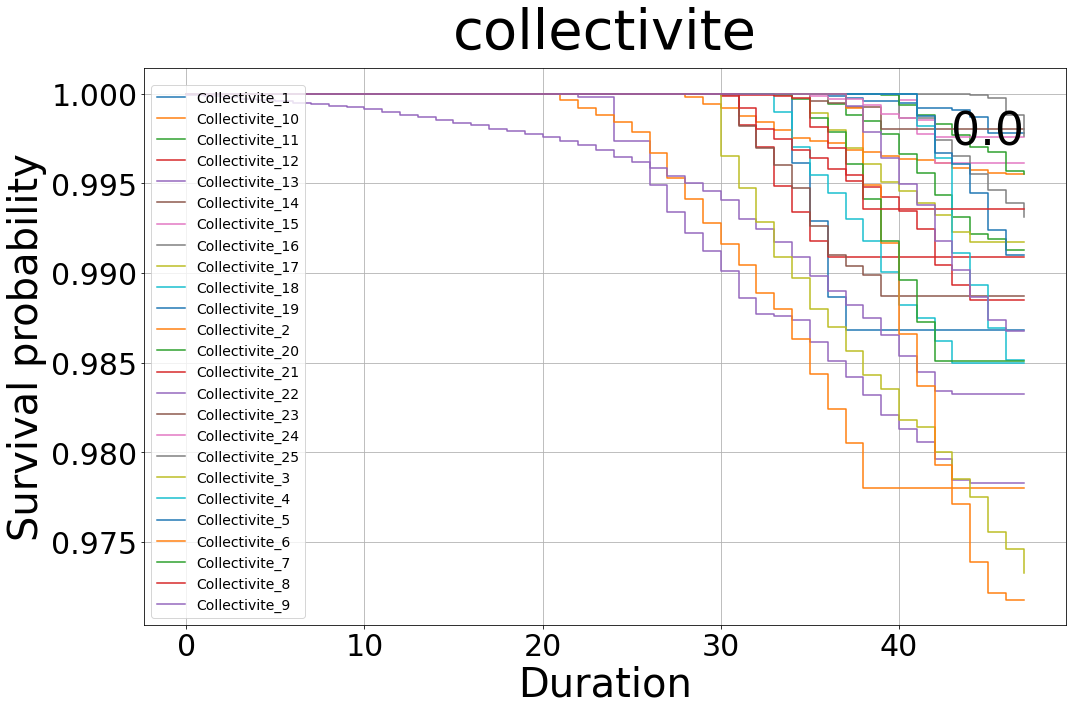 collectivite
1.000
0.995
0.990
0.985
0.980
0.975
Survival probability
Collectivite_1
Collectivite_10
Collectivite_11
Collectivite_12
Collectivite_13
Collectivite_14
Collectivite_15
Collectivite_16
Collectivite_17
Collectivite_18
Collectivite_19
Collectivite_2
Collectivite_20
Collectivite_21
Collectivite_22
Collectivite_23
Collectivite_24
Collectivite_25
Collectivite_3
Collectivite_4
Collectivite_5
Collectivite_6
Collectivite_7
Collectivite_8
Collectivite_9
0.0
0 10 20 30 40
Duration